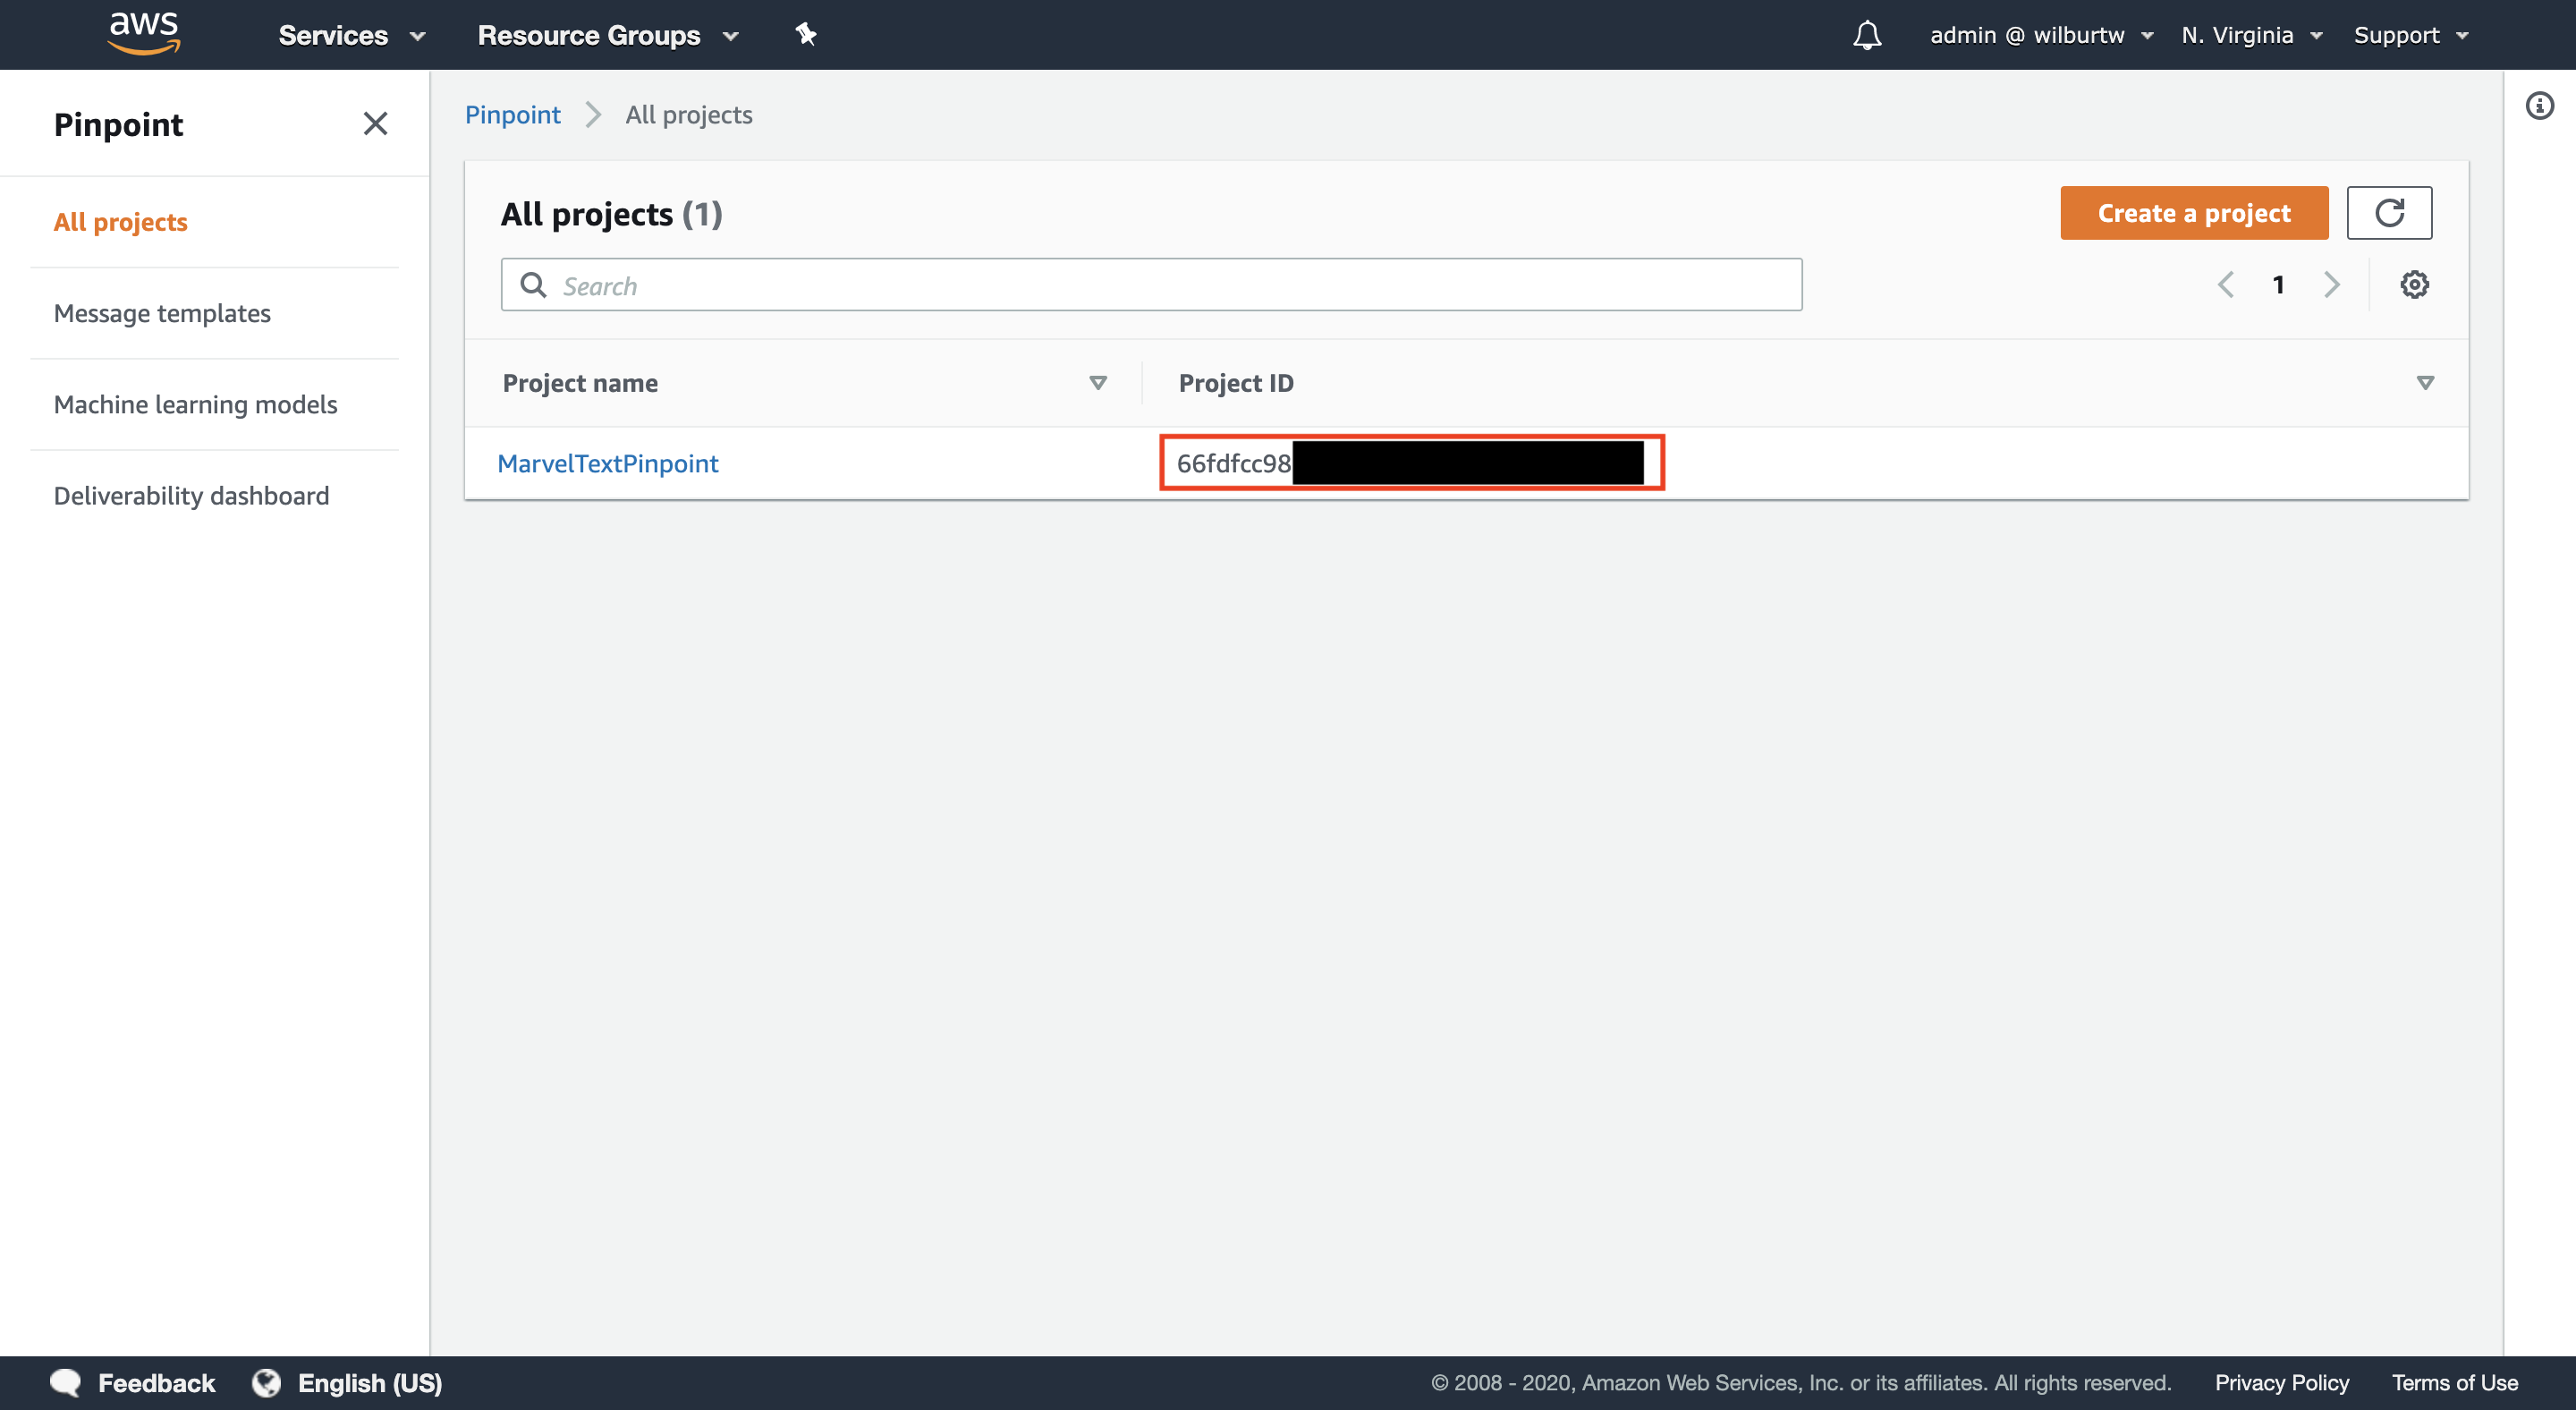 aws Services Resource Groups admin @ wilburtw N. Virginia Support
Pinpoint
All projects
Message templates
Machine learning models
Deliverability dashboard
Pinpoint All projects
All projects (1)
Create a project
Search
1
Project name Project ID
MarvelTextPinpoint 66fdfcc98
Feedback English (US) © 2008 - 2020, Amazon Web Services, Inc. or its affiliates. All rights reserved. Privacy Policy Terms of Use